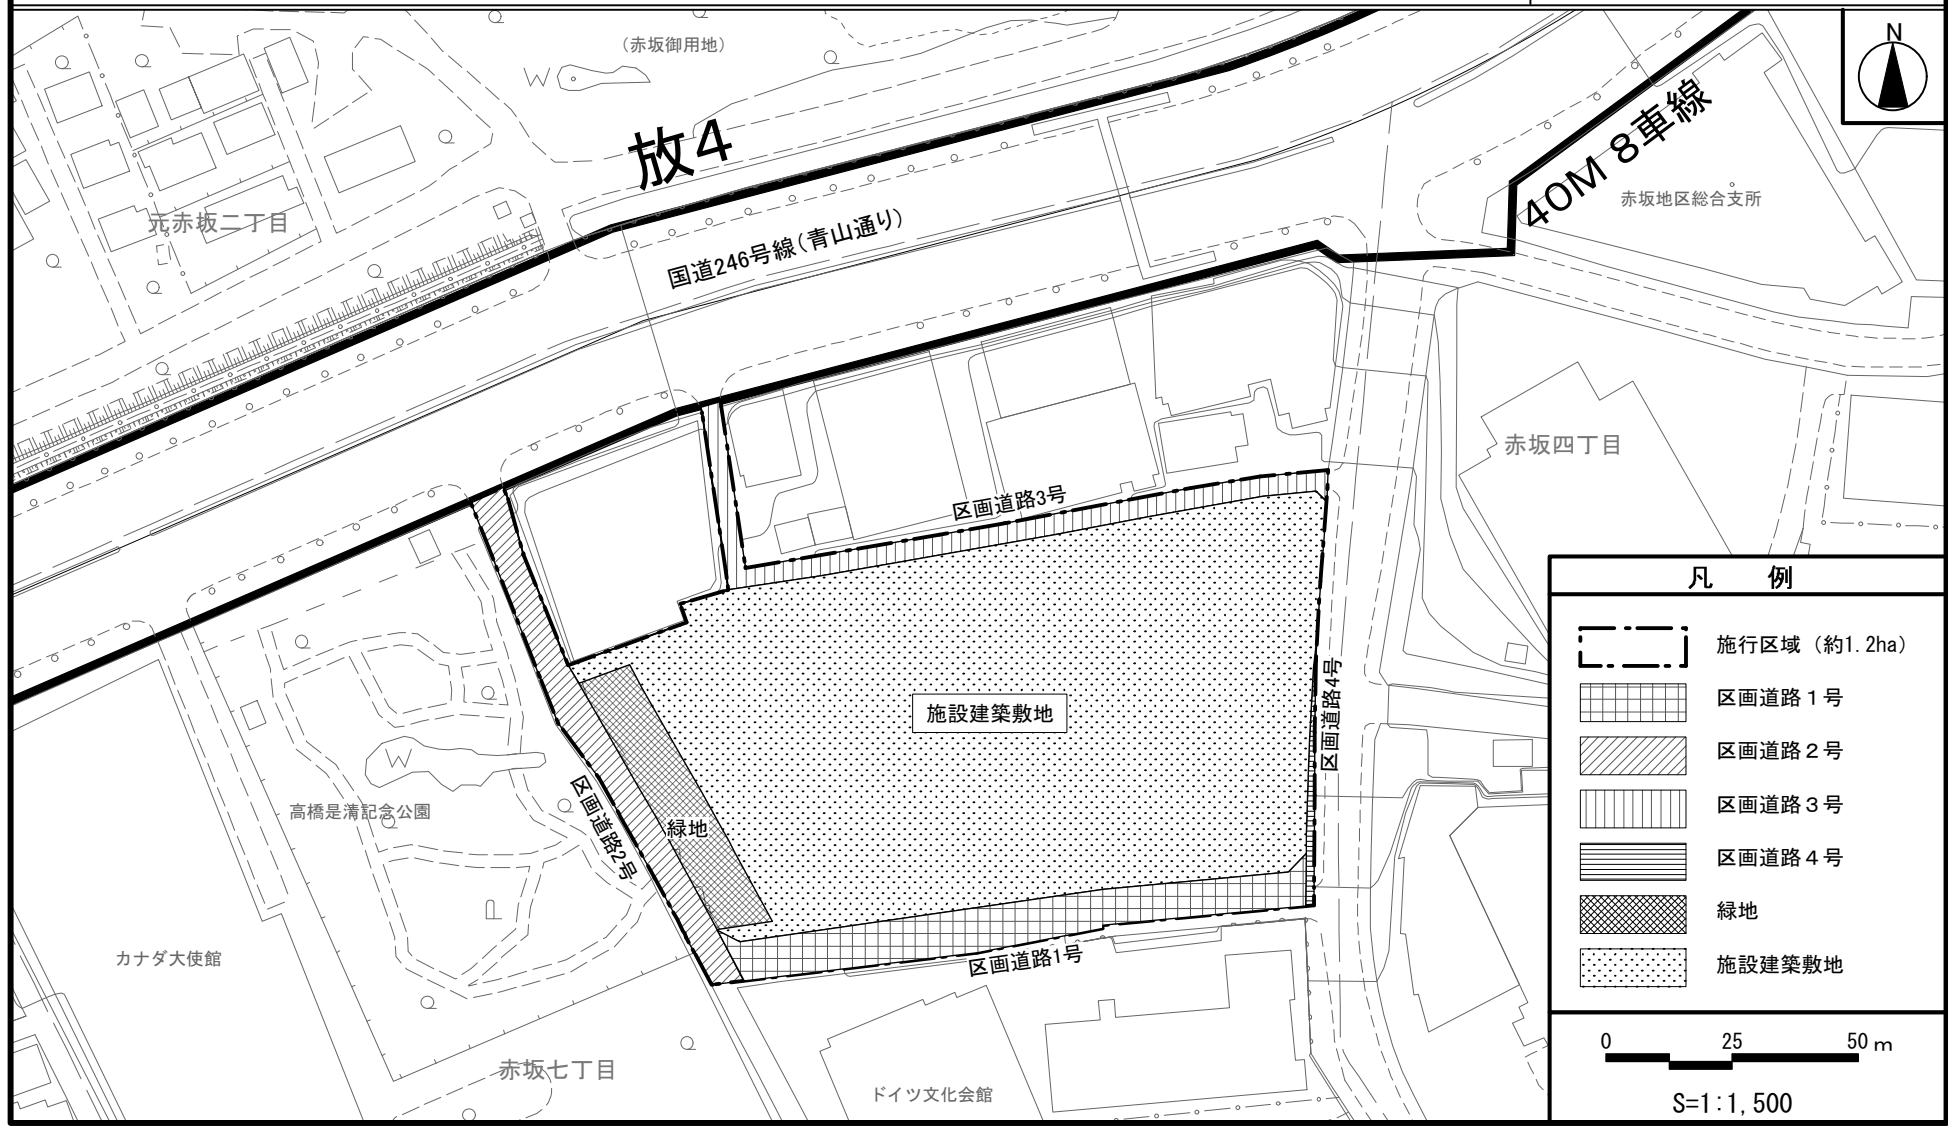 (赤坂御用地)
N
放4
40M 8車線
赤坂地区総合支所
元赤坂二丁目
国道246号線(青山通り)
赤坂四丁目
区画道路3号
施設建築敷地
区画道路4号
高橋是清記念公園
区画道路2号
緑地
カナダ大使館
区画道路1号
赤坂七丁目
ドイツ文化会館
凡 例
施行区域 (約1.2ha)
区画道路1号
区画道路2号
区画道路3号
区画道路4号
緑地
施設建築敷地
0 25 50 m
S=1:1,500